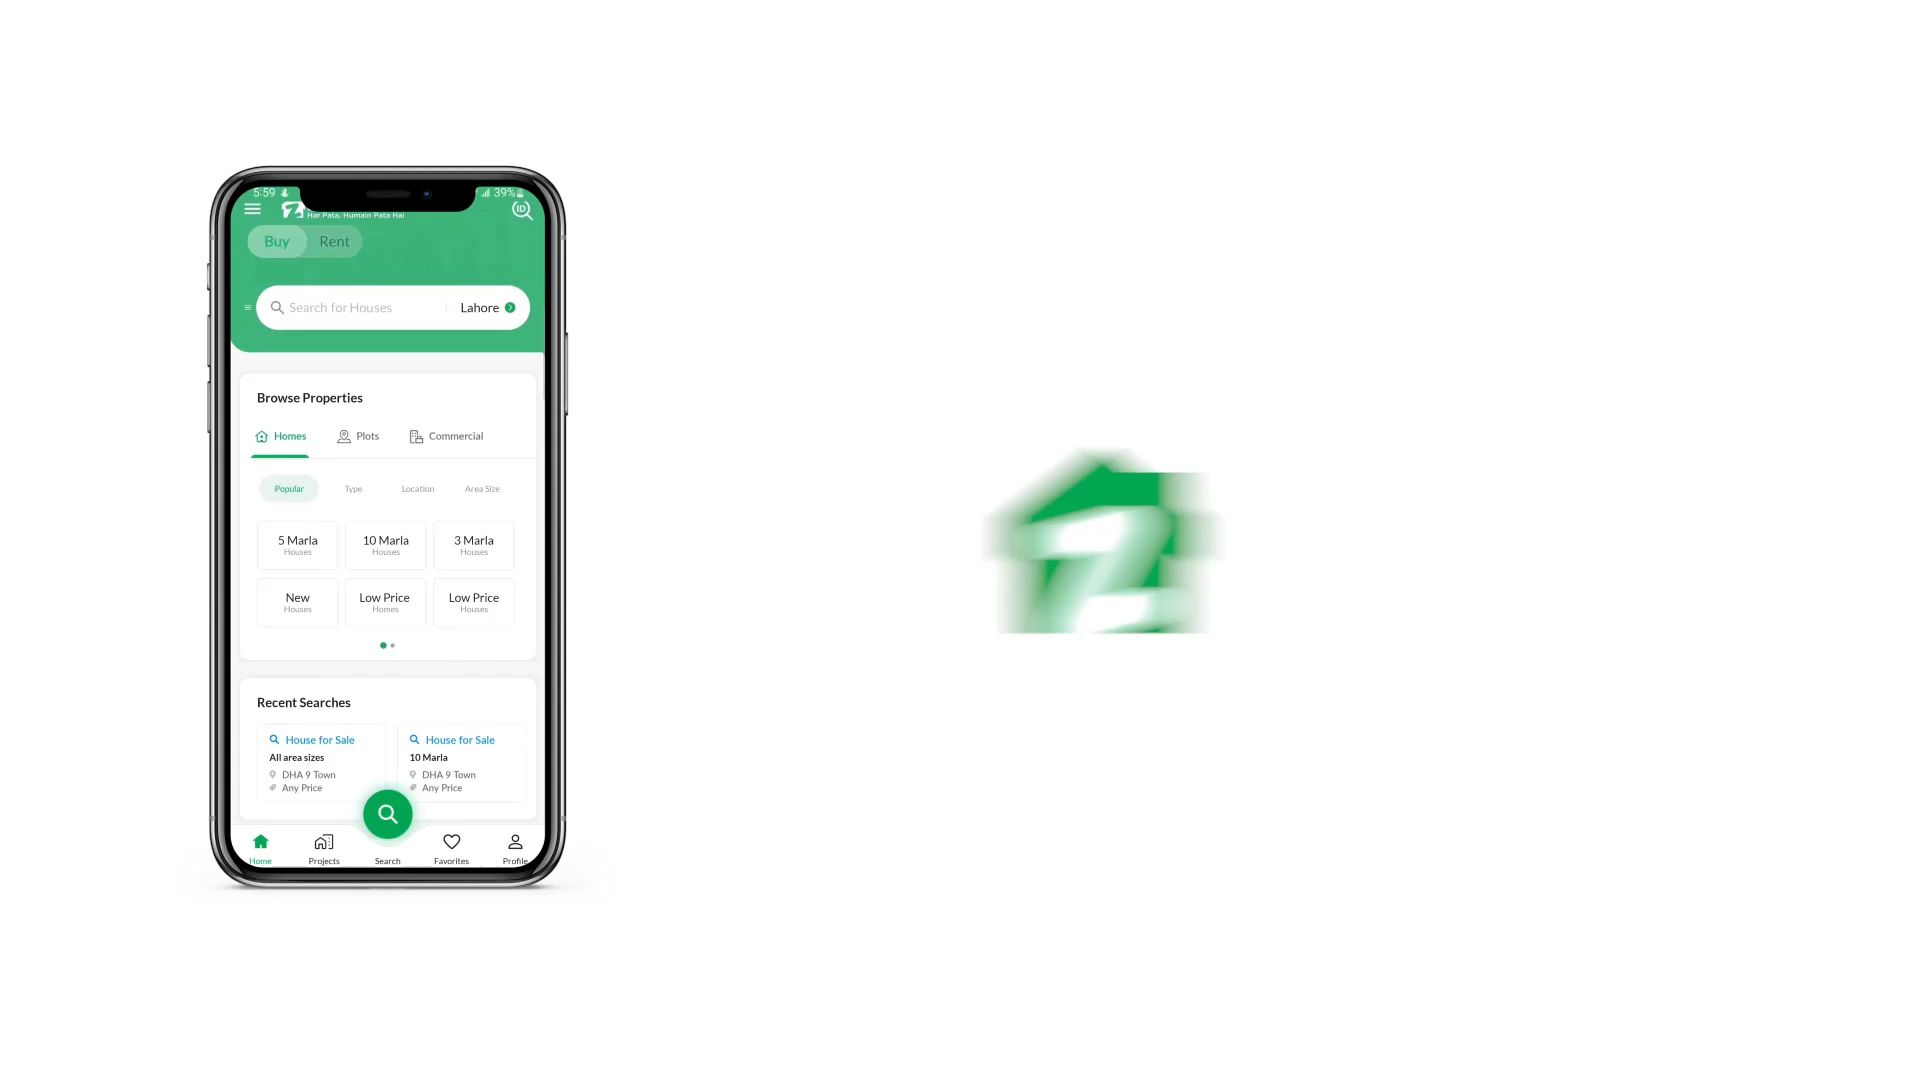 5:59 39%
Har Pata, Humain Pata Hai
ID
Buy Rent
Search for Houses Lahore
Browse Properties
Homes Plots Commercial
Popular Type Location Area Size
5 Marla 10 Marla 3 Marla
Houses Houses Houses
New Low Price Low Price
Houses Homes Houses
Recent Searches
House for Sale House for Sale
All area sizes 10 Marla
DHA 9 Town DHA 9 Town
Any Price Any Price
Home Projects Search Favorites Profile